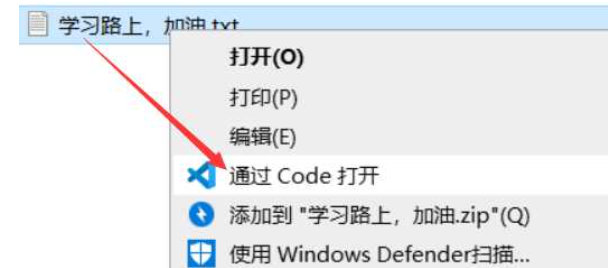 学习路上，加油.txt
打开(O)
打印(P)
编辑(E)
通过 Code 打开
添加到 "学习路上，加油.zip"(Q)
使用 Windows Defender扫描...